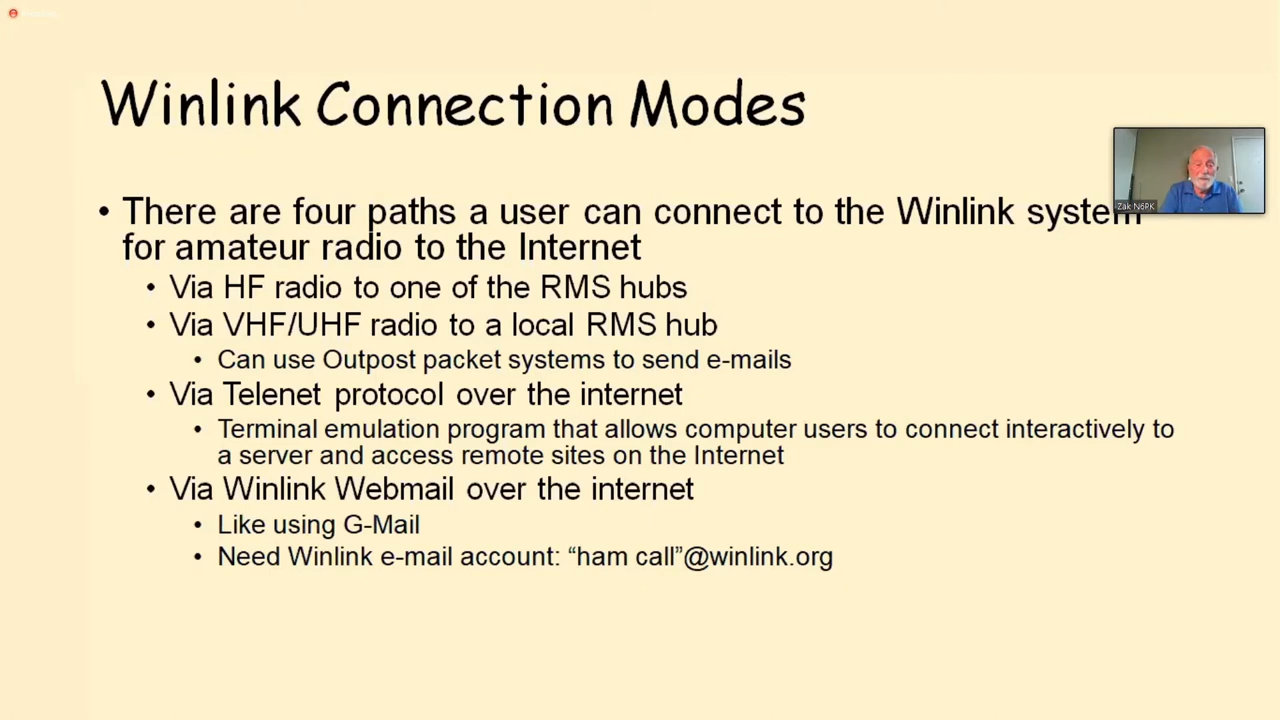 Winlink Connection Modes
• There are four paths a user can connect to the Winlink system
for amateur radio to the Internet
• Via HF radio to one of the RMS hubs
• Via VHF/UHF radio to a local RMS hub
• Can use Outpost packet systems to send e-mails
• Via Telenet protocol over the internet
• Terminal emulation program that allows computer users to connect interactively to
a server and access remote sites on the Internet
• Via Winlink Webmail over the internet
• Like using G-Mail
• Need Winlink e-mail account: “ham call”@winlink.org
Zak N6PK